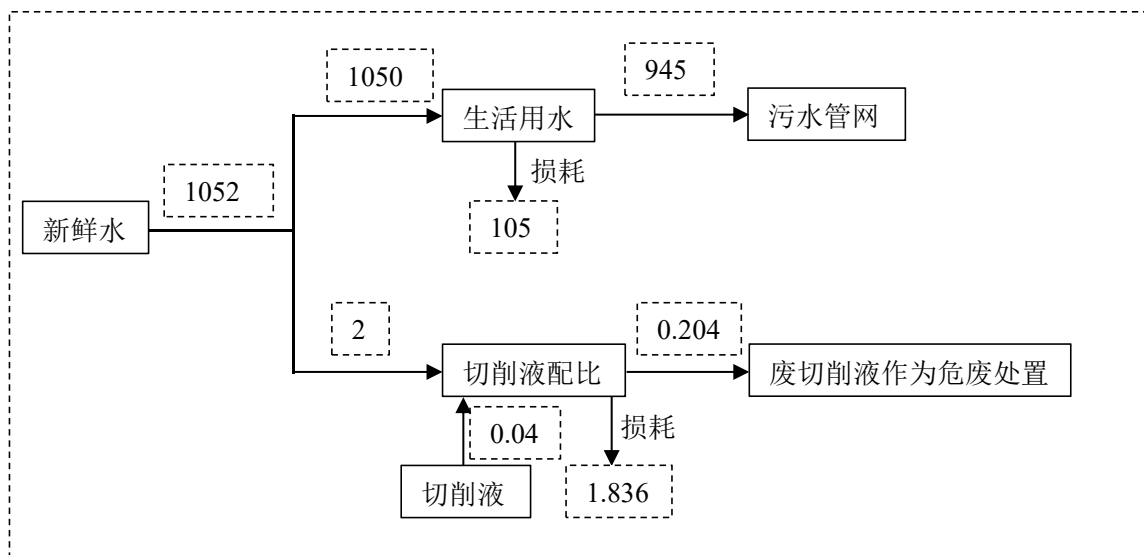 1050
945
生活用水
污水管网
损耗
1052
105
新鲜水
2
0.204
切削液配比
废切削液作为危废处置
0.04
损耗
切削液
1.836